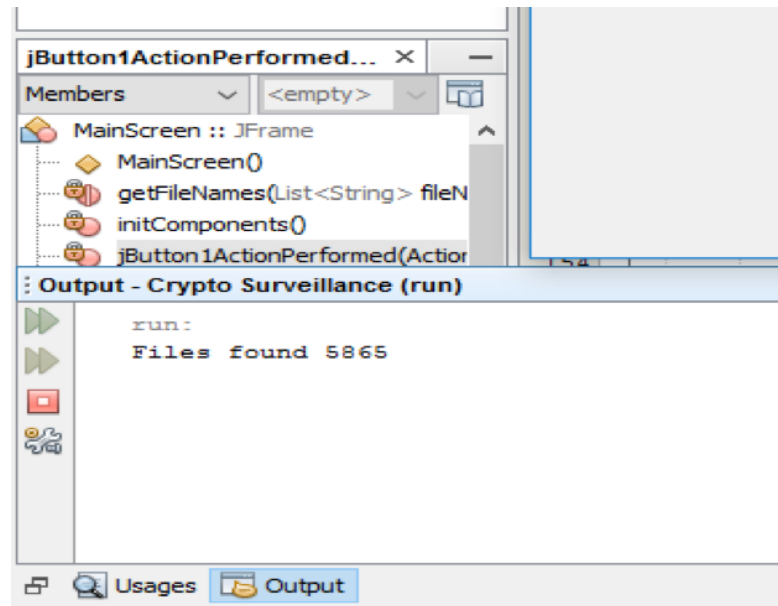 jButton1ActionPerformed... ×
Members <empty>
MainScreen :: JFrame
MainScreen()
getFileNames(List<String> fileN
initComponents()
jButton1ActionPerformed(Action
Output - Crypto Surveillance (run)
run:
Files found 5865
Usages Output